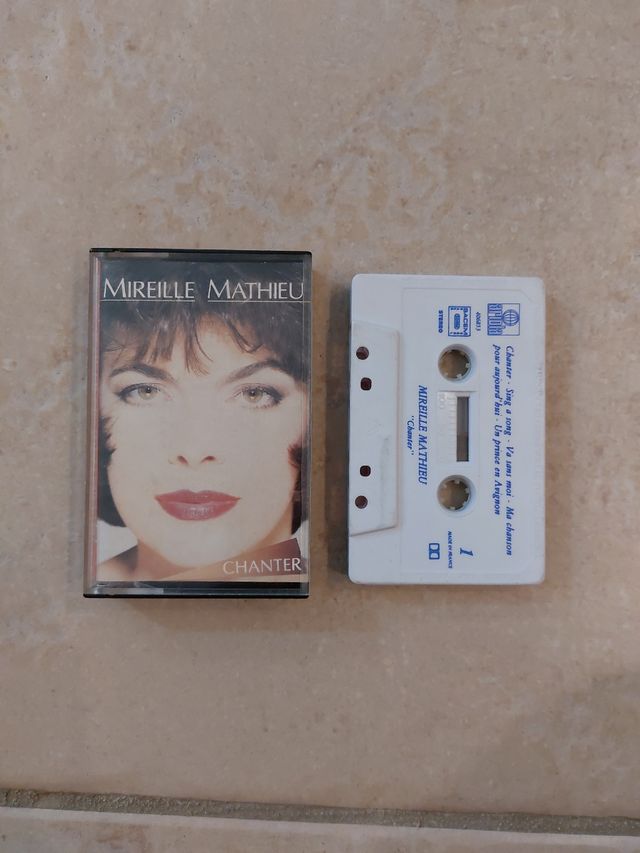 MIREILLE MATHIEU
CHANTER
ARIOLA
SACEM
STEREO
Chanter - Sing a song - Va sans moi - Ma chanson
pour aujourd'hui - Un prince en Avignon
MIREILLE MATHIEU
"Chanter"
1
MADE IN FRANCE